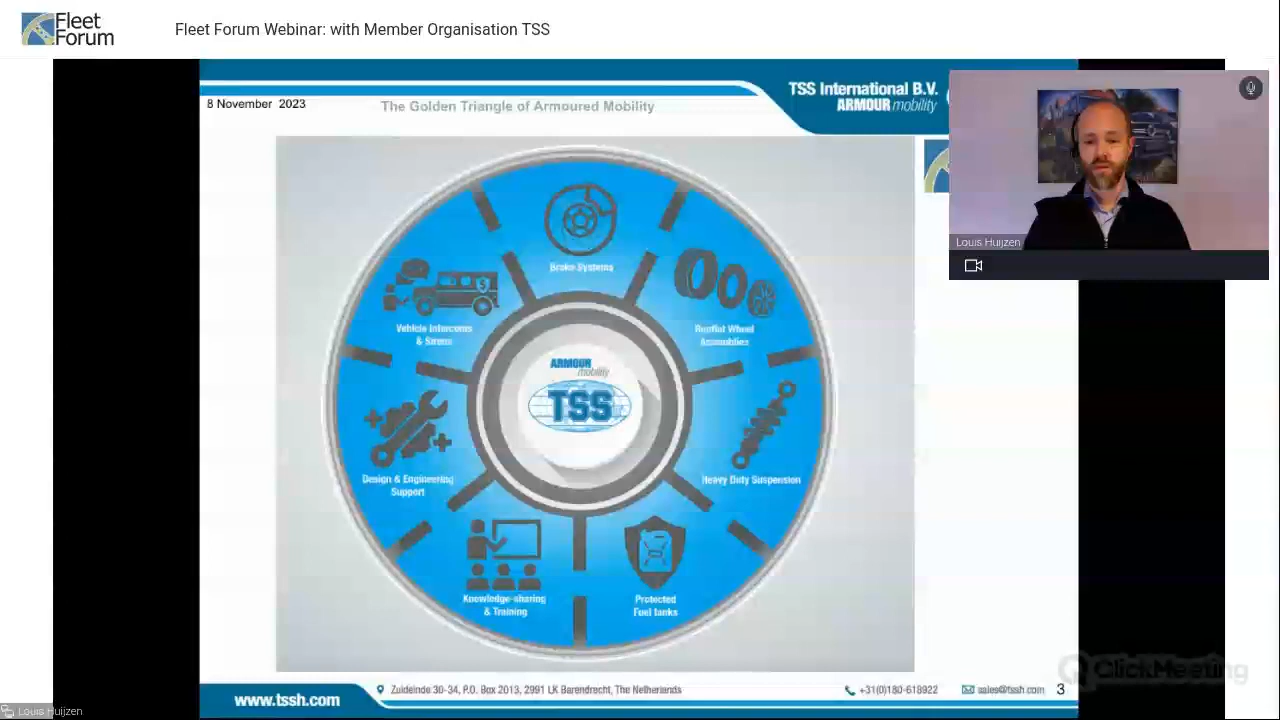 Fleet
Forum
Fleet Forum Webinar: with Member Organisation TSS
8 November 2023
The Golden Triangle of Armoured Mobility
TSS International B.V.
ARMOUR mobility
Louis Huijzen
Brake Systems
Vehicle Intercoms
& Sirens
Runflat Wheel
Assemblies
ARMOUR
mobility
TSS
Design & Engineering
Support
Heavy Duty Suspension
Knowledge-sharing
& Training
Protected
Fuel tanks
ClickMeeting
www.tssh.com
Zuideinde 30-34, P.O. Box 2013, 2991 LK Barendrecht, The Netherlands
+31(0)180-618922
sales@tssh.com
3
Louis Huijzen